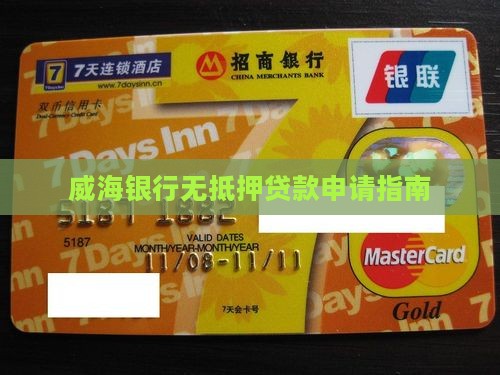 7天连锁酒店
7Days Inn
www.7daysinn.cn
招商银行
CHINA MERCHANTS BANK
银联
双币信用卡
Dual-Currency Credit Card
7 Days Inn
威海银行无抵押贷款申请指南
5187
VALID DATES
MONTH/YEAR-MONTH/YEAR
11/08-11/11
MasterCard
7天会卡号
Gold